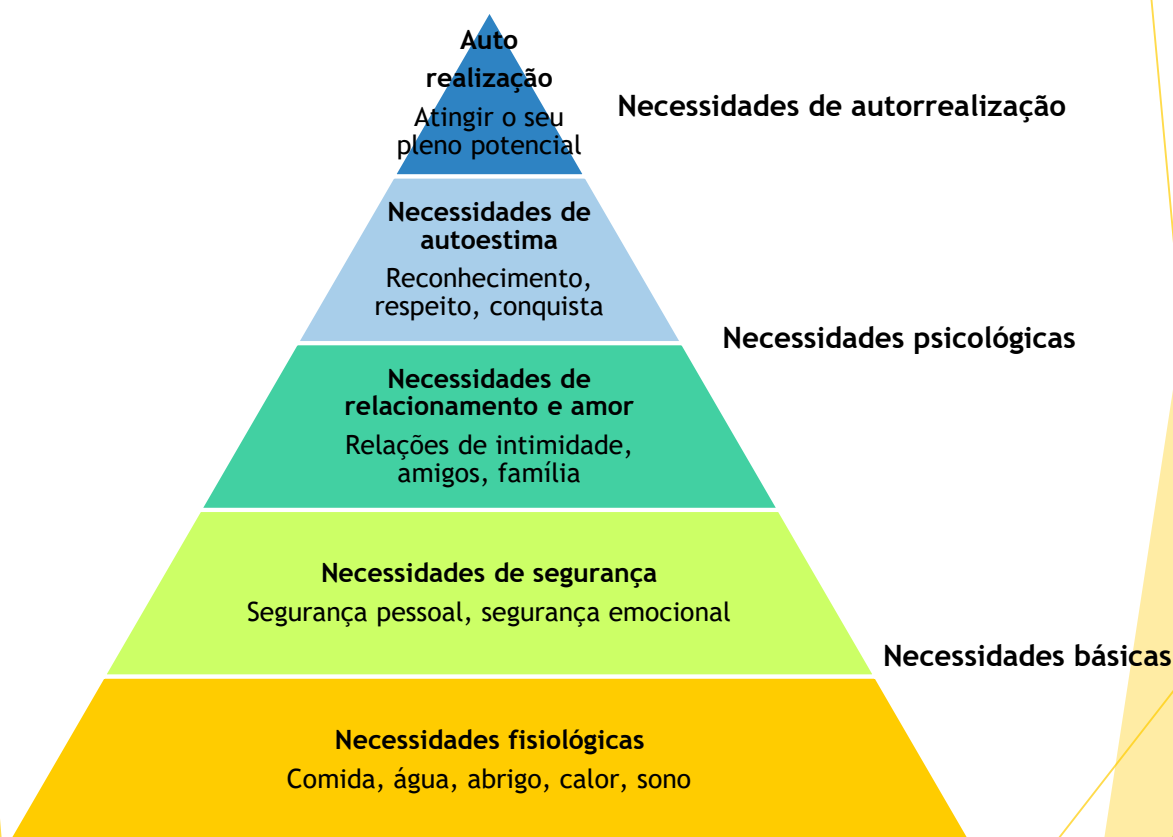 Auto
realização
Atingir o seu
pleno potencial
Necessidades de autorrealização
Necessidades de
autoestima
Reconhecimento,
respeito, conquista
Necessidades psicológicas
Necessidades de
relacionamento e amor
Relações de intimidade,
amigos, família
Necessidades de segurança
Segurança pessoal, segurança emocional
Necessidades básicas
Necessidades fisiológicas
Comida, água, abrigo, calor, sono